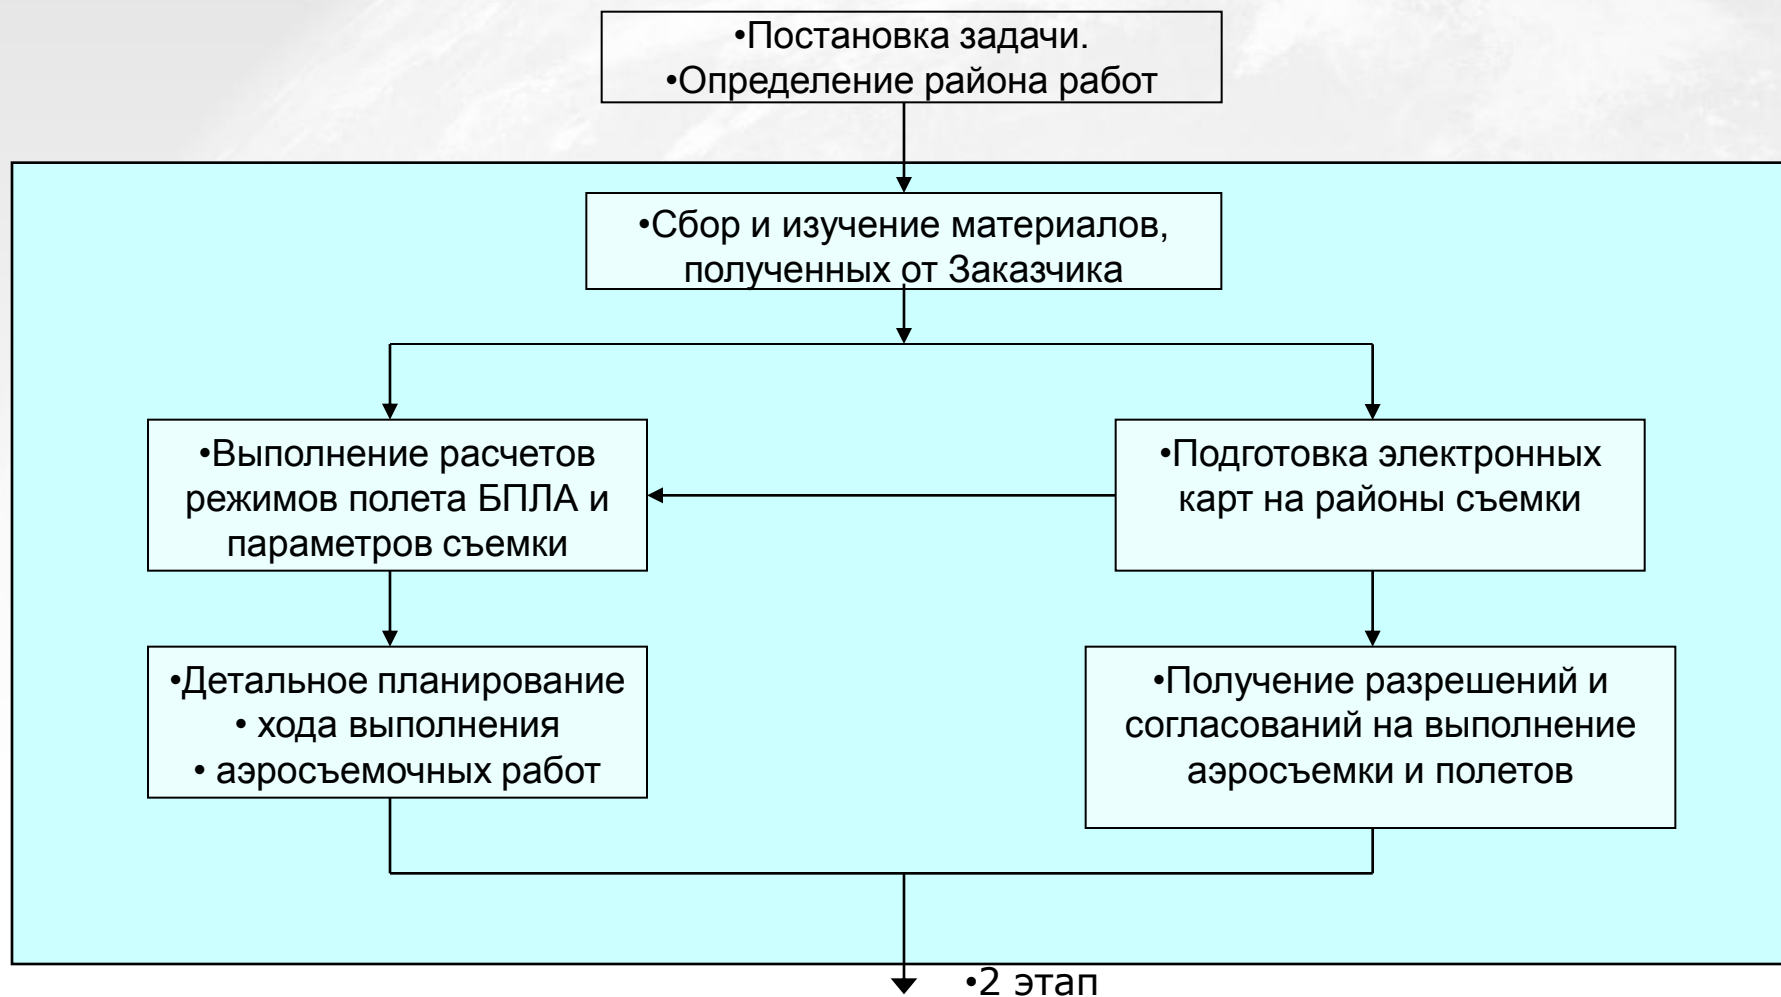 •Постановка задачи.
•Определение района работ
•Сбор и изучение материалов,
полученных от Заказчика
•Выполнение расчетов
режимов полета БПЛА и
параметров съемки
•Подготовка электронных
карт на районы съемки
•Детальное планирование
• хода выполнения
• аэросъемочных работ
•Получение разрешений и
согласований на выполнение
аэросъемки и полетов
•2 этап